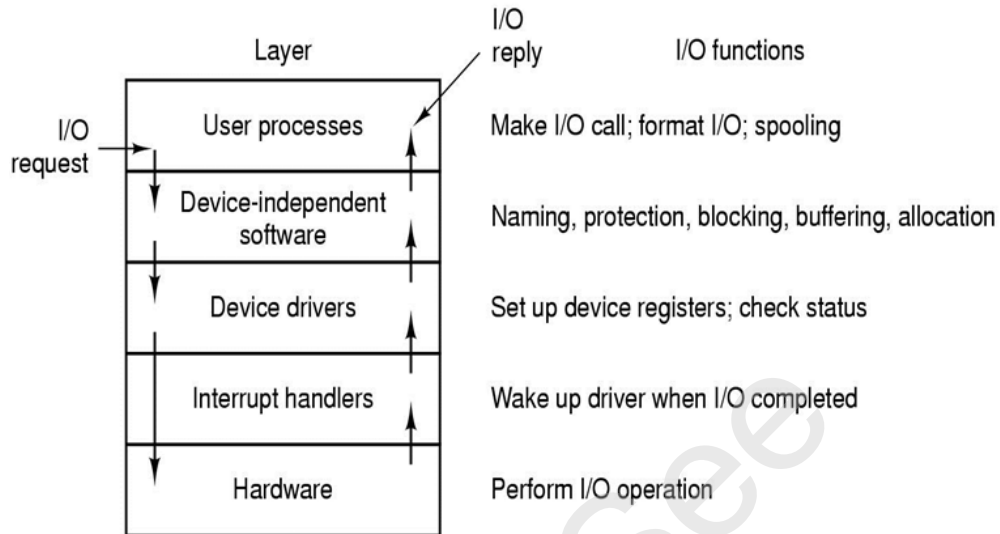 I/O
reply
Layer
I/O functions
I/O
request
User processes
Make I/O call; format I/O; spooling
Device-independent
software
Naming, protection, blocking, buffering, allocation
Device drivers
Set up device registers; check status
Interrupt handlers
Wake up driver when I/O completed
Hardware
Perform I/O operation